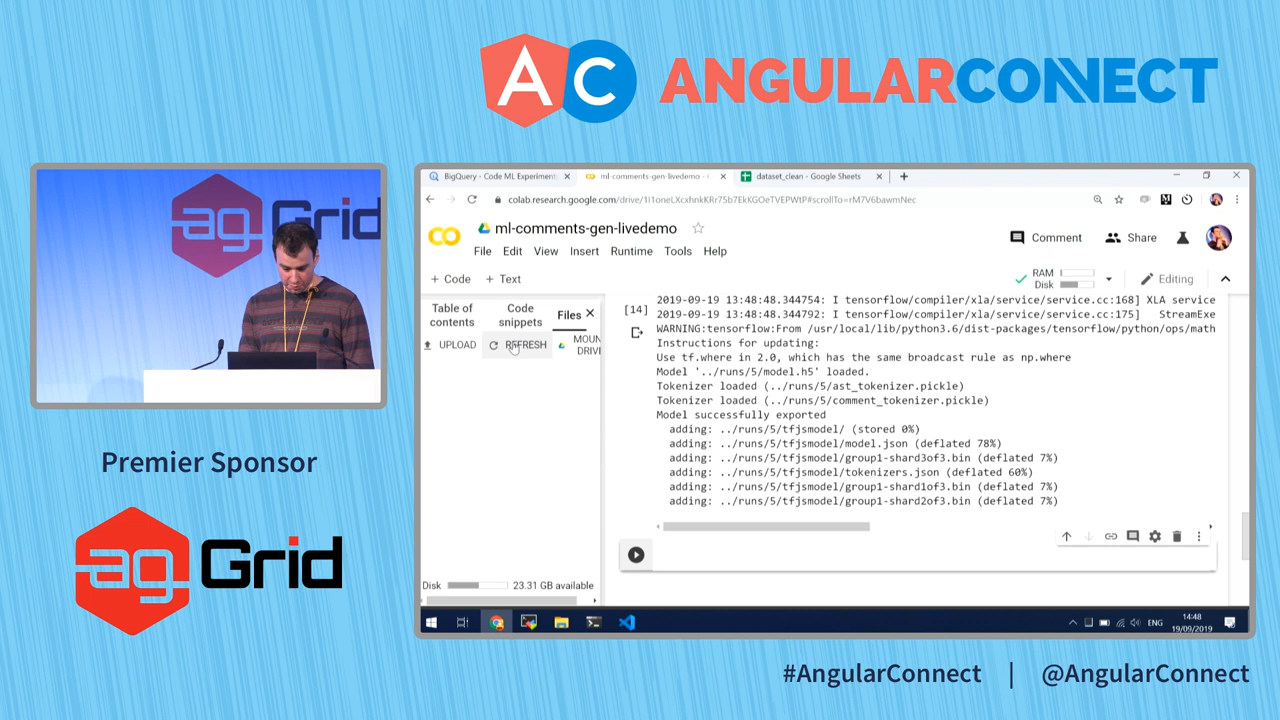 AC ANGULARCONNECT
ag Grid
Premier Sponsor
ag Grid
BigQuery - Code ML Experiment
ml-comments-gen-livedemo -
dataset_clean - Google Sheets
ml-comments-gen-livedemo
File Edit View Insert Runtime Tools Help
Comment
Share
+ Code + Text
RAM
Disk
Editing
Table of contents
Code snippets
Files
UPLOAD
REFRESH
MOUN
DRIV
Disk
23.31 GB available
[14]
2019-09-19 13:48:48.344754: I tensorflow/compiler/xla/service/service.cc:168] XLA service
2019-09-19 13:48:48.344792: I tensorflow/compiler/xla/service/service.cc:175]   StreamExe
WARNING:tensorflow:From /usr/local/lib/python3.6/dist-packages/tensorflow/python/ops/math
Instructions for updating:
Use tf.where in 2.0, which has the same broadcast rule as np.where
Model '../runs/5/model.h5' loaded.
Tokenizer loaded (../runs/5/ast_tokenizer.pickle)
Tokenizer loaded (../runs/5/comment_tokenizer.pickle)
Model successfully exported
adding: ../runs/5/tfjsmodel/ (stored 0%)
adding: ../runs/5/tfjsmodel/model.json (deflated 78%)
adding: ../runs/5/tfjsmodel/group1-shard3of3.bin (deflated 7%)
adding: ../runs/5/tfjsmodel/tokenizers.json (deflated 60%)
adding: ../runs/5/tfjsmodel/group1-shard1of3.bin (deflated 7%)
adding: ../runs/5/tfjsmodel/group1-shard2of3.bin (deflated 7%)
ENG
14:48
19/09/2019
#AngularConnect | @AngularConnect